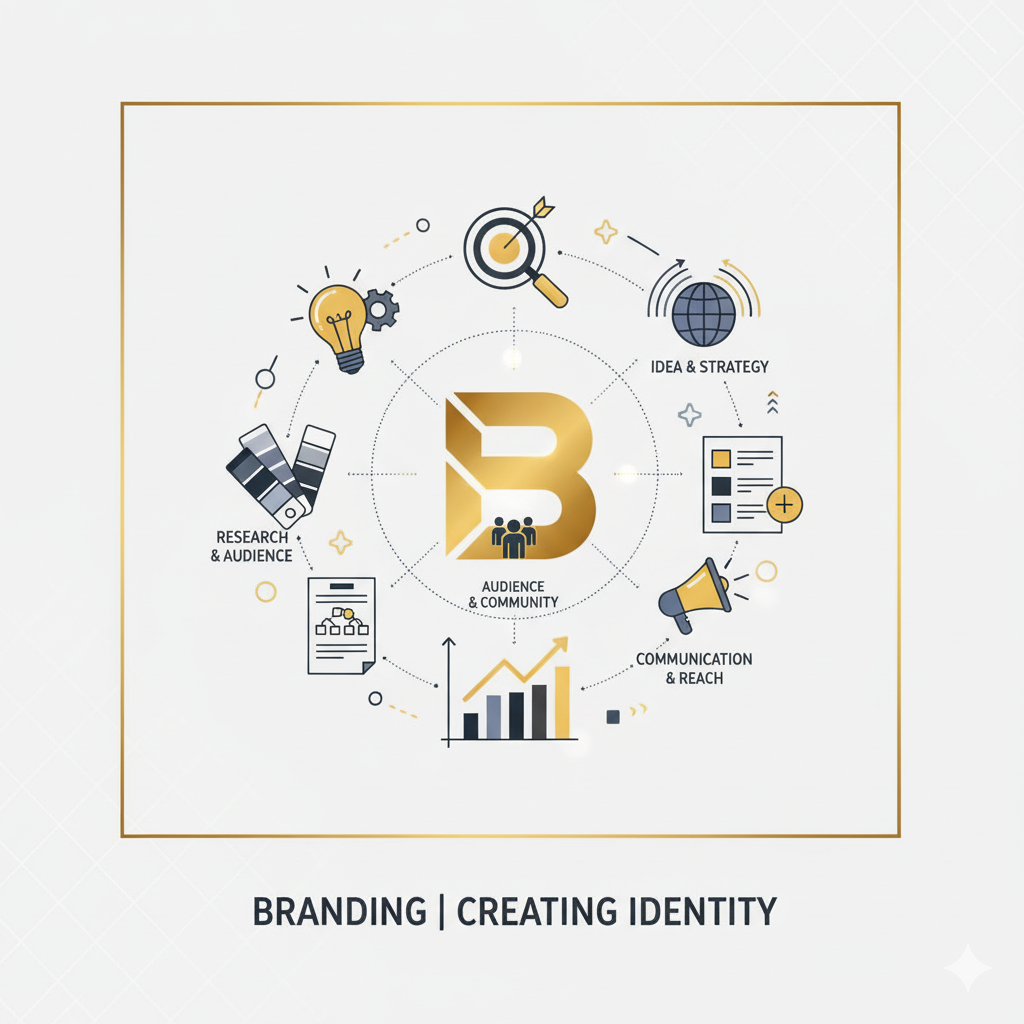 IDEA & STRATEGY
B
RESEARCH
& AUDIENCE
AUDIENCE
& COMMUNITY
COMMUNICATION
& REACH
BRANDING | CREATING IDENTITY